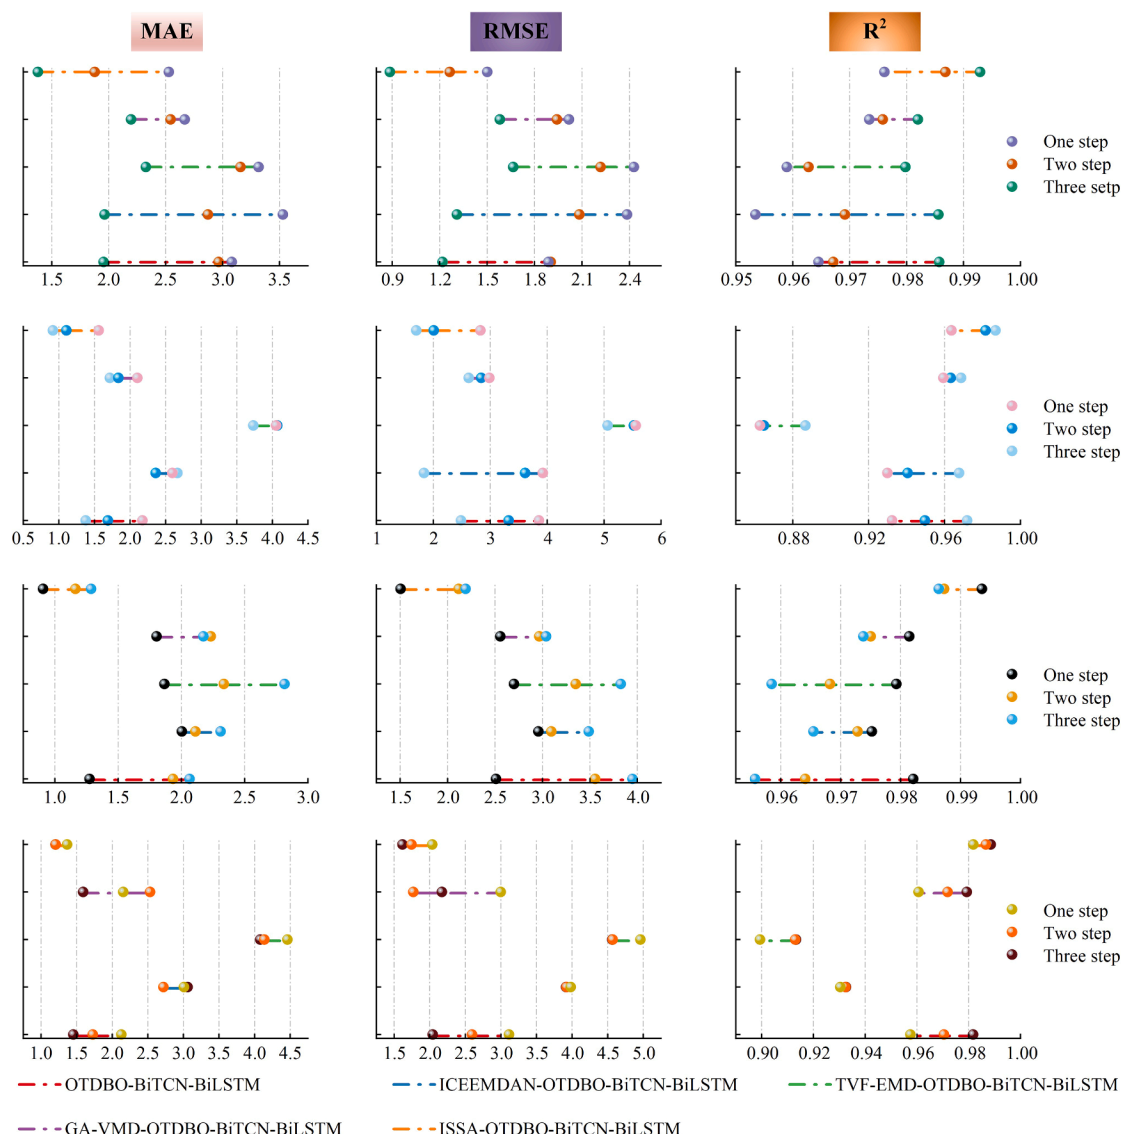 MAE RMSE R²
One step
Two step
Three setp
1.5 2.0 2.5 3.0 3.5 0.9 1.2 1.5 1.8 2.1 2.4 0.95 0.96 0.97 0.98 0.99 1.00
One step
Two step
Three step
0.5 1.0 1.5 2.0 2.5 3.0 3.5 4.0 4.5 1 2 3 4 5 6 0.88 0.92 0.96 1.00
One step
Two step
Three step
1.0 1.5 2.0 2.5 3.0 1.5 2.0 2.5 3.0 3.5 4.0 0.96 0.97 0.98 0.99 1.00
One step
Two step
Three step
1.0 1.5 2.0 2.5 3.0 3.5 4.0 4.5 1.5 2.0 2.5 3.0 3.5 4.0 4.5 5.0 0.90 0.92 0.94 0.96 0.98 1.00
OTDBO-BiTCN-BiLSTM ICEEMDAN-OTDBO-BiTCN-BiLSTM TVF-EMD-OTDBO-BiTCN-BiLSTM
GA-VMD-OTDBO-BiTCN-BiLSTM ISSA-OTDBO-BiTCN-BiLSTM